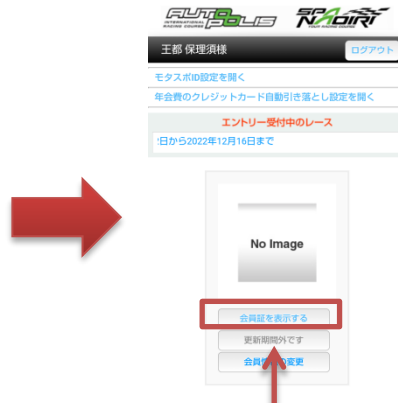 AUTOPOLIS
INTERNATIONAL RACING COURSE
SPA NAOIRI
王都 保理須様
ログアウト
モタスポID設定を開く
年会費のクレジットカード自動引き落とし設定を開く
エントリー受付中のレース
日から2022年12月16日まで
No Image
会員証を表示する
更新期間外です
会員 変更